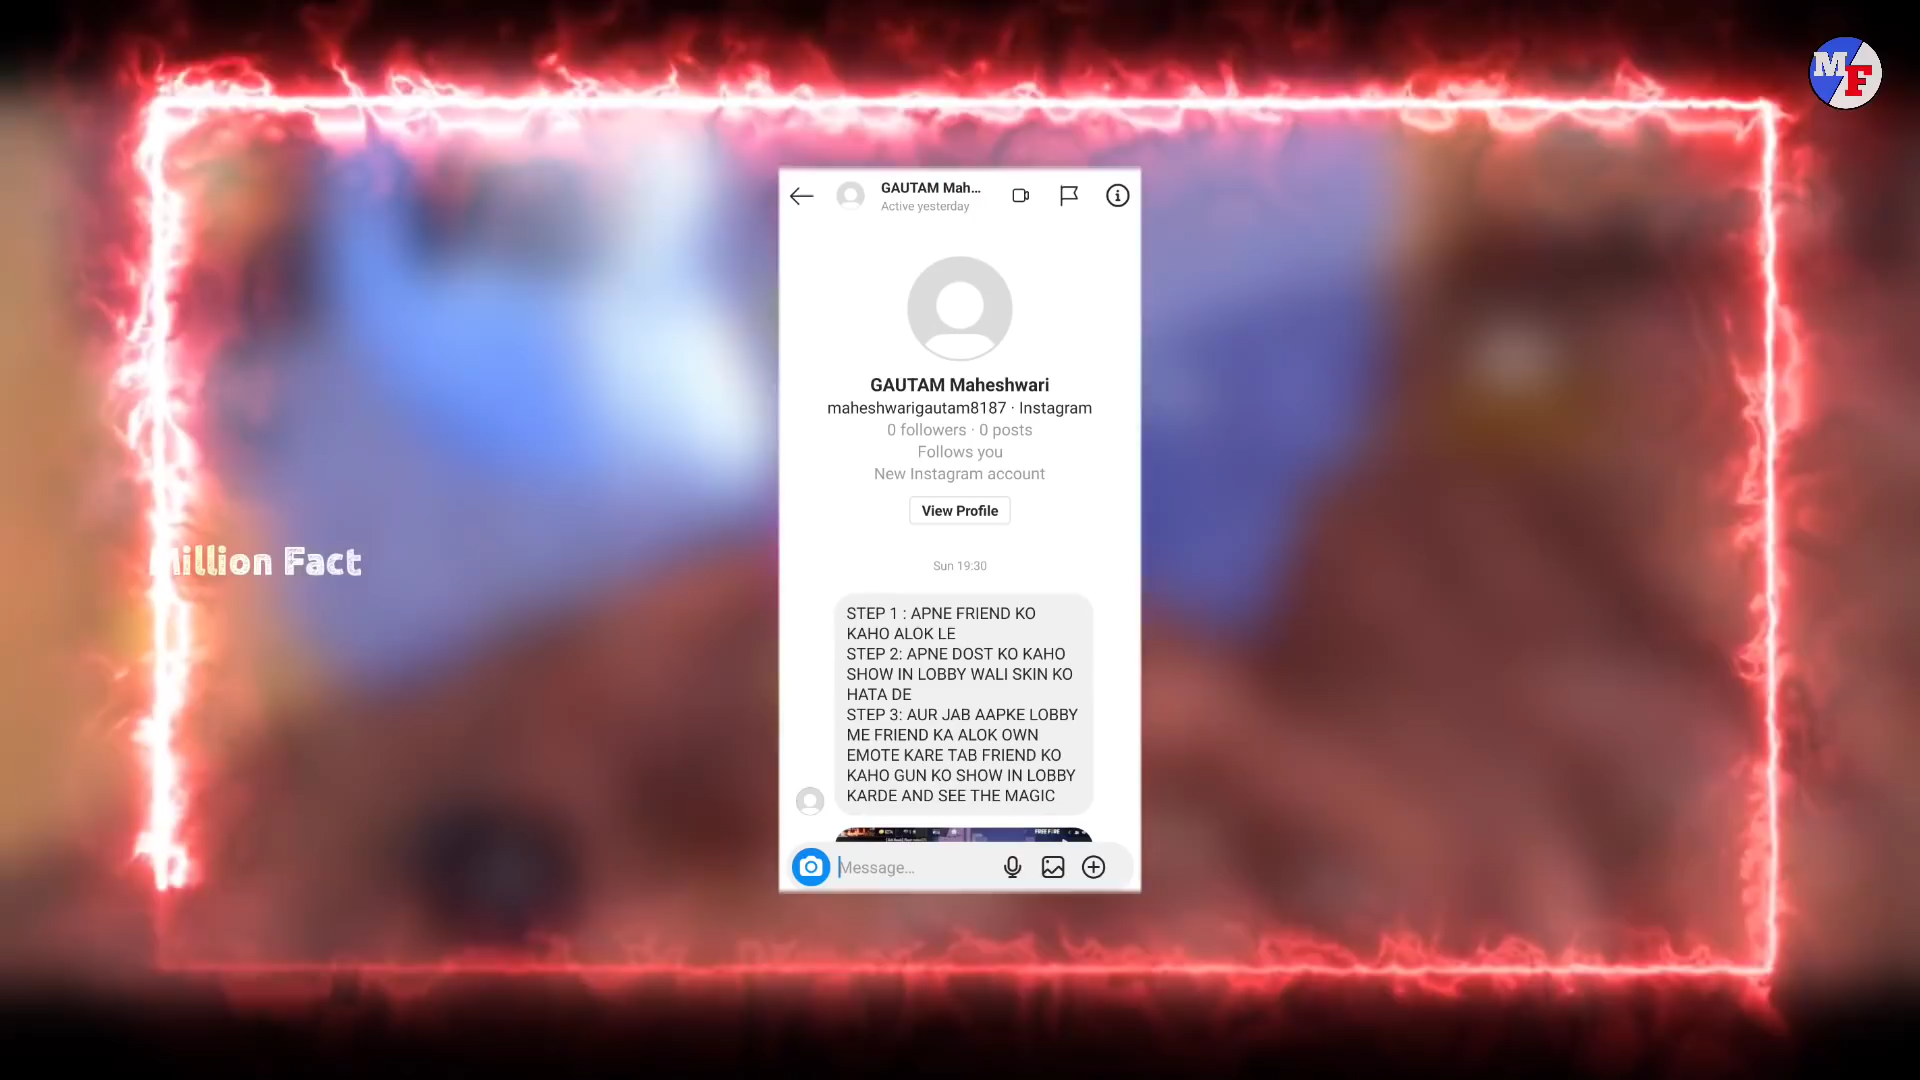 MF
GAUTAM Mah...
Active yesterday
GAUTAM Maheshwari
maheshwarigautam8187 · Instagram
0 followers · 0 posts
Follows you
New Instagram account
View Profile
Million Fact
Sun 19:30
STEP 1 : APNE FRIEND KO
KAHO ALOK LE
STEP 2: APNE DOST KO KAHO
SHOW IN LOBBY WALI SKIN KO
HATA DE
STEP 3: AUR JAB AAPKE LOBBY
ME FRIEND KA ALOK OWN
EMOTE KARE TAB FRIEND KO
KAHO GUN KO SHOW IN LOBBY
KARDE AND SEE THE MAGIC
FREE FIRE
Message...